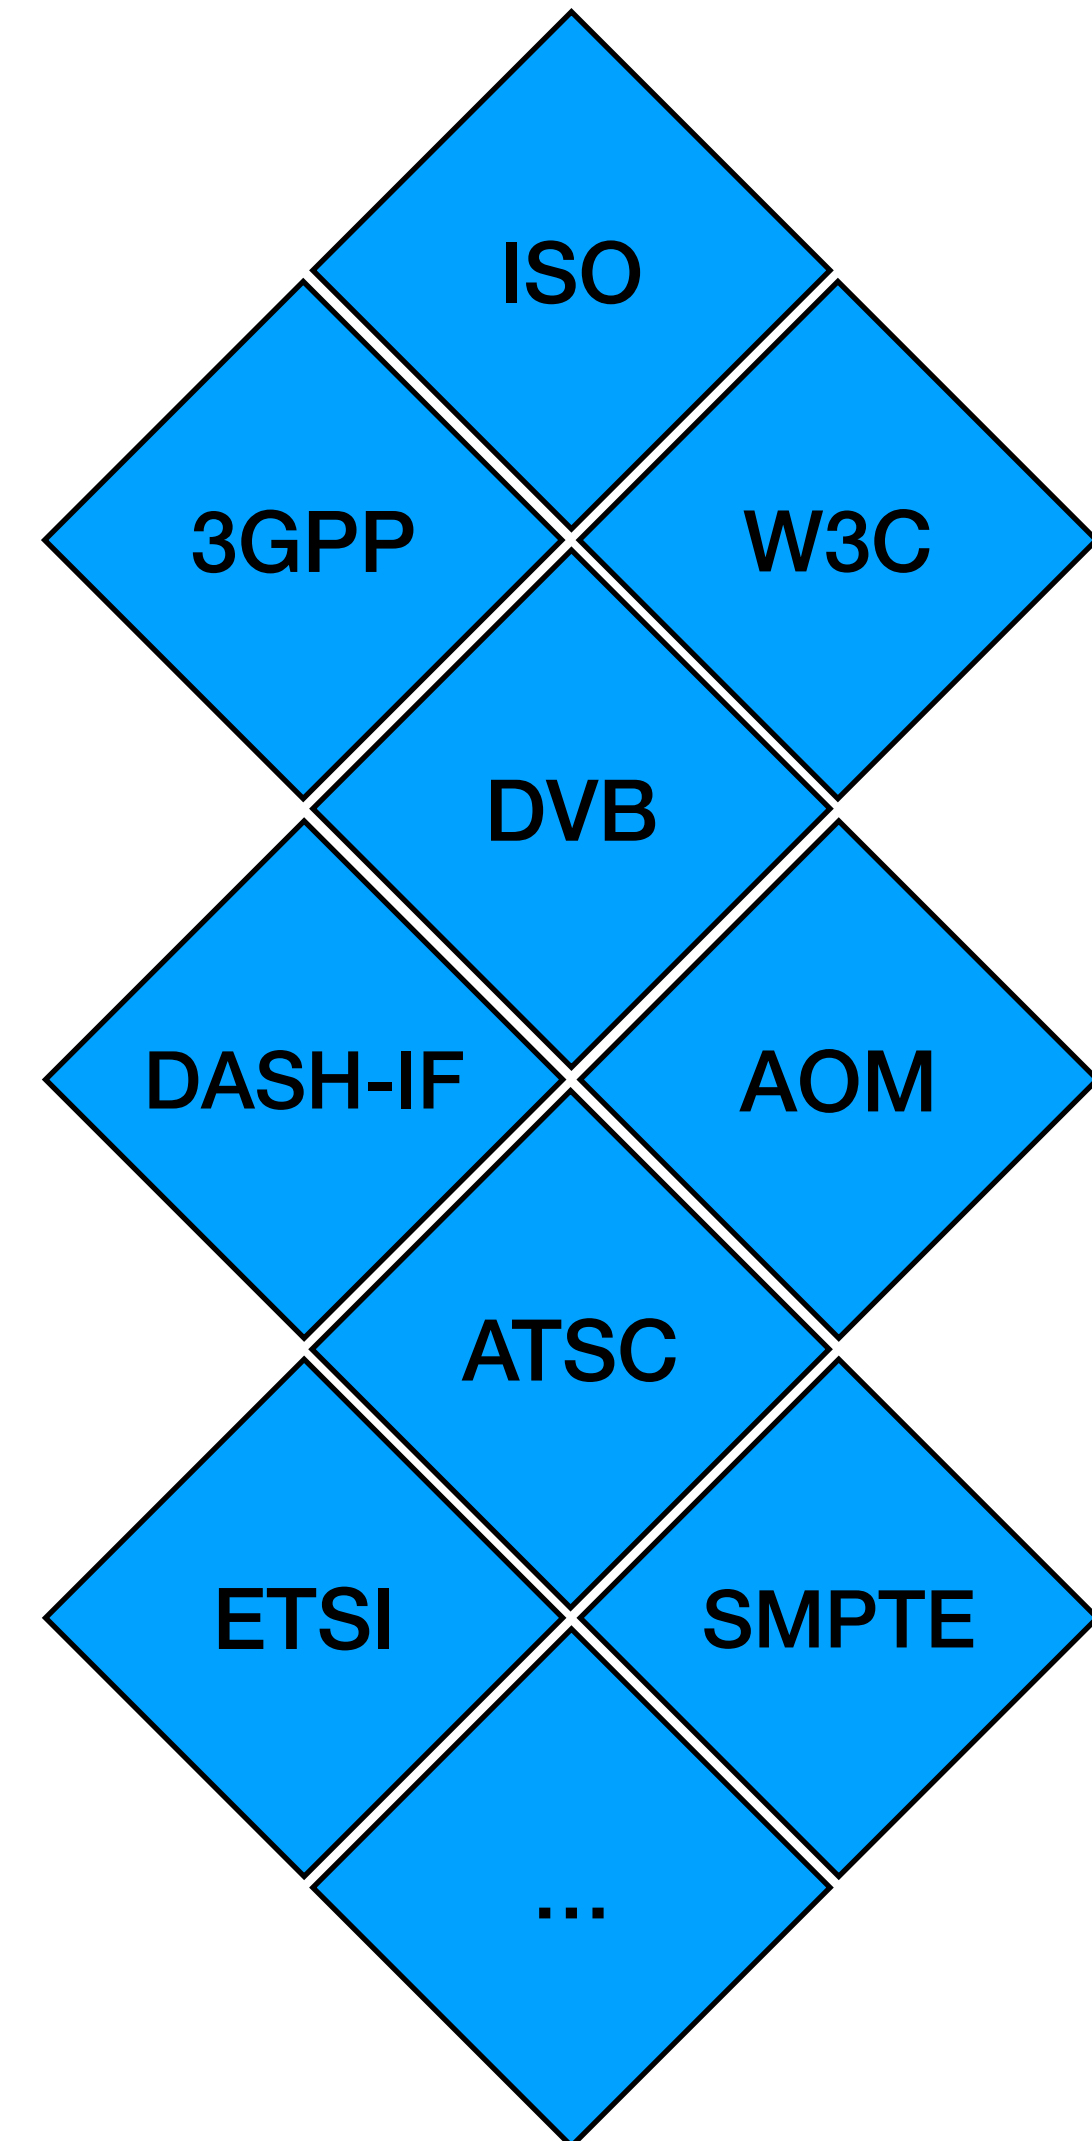 ISO
3GPP
W3C
DVB
DASH-IF
AOM
ATSC
ETSI
SMPTE
...